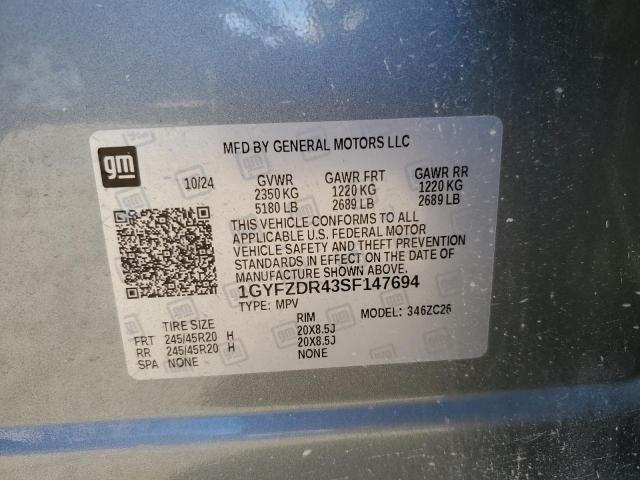 gm
MFD BY GENERAL MOTORS LLC
10/24 GVWR GAWR FRT GAWR RR
2350 KG 1220 KG 1220 KG
5180 LB 2689 LB 2689 LB
THIS VEHICLE CONFORMS TO ALL
APPLICABLE U.S. FEDERAL MOTOR
VEHICLE SAFETY AND THEFT PREVENTION
STANDARDS IN EFFECT ON THE DATE OF
MANUFACTURE SHOWN ABOVE.
1GYFZDR43SF147694
TYPE: MPV MODEL: 346ZC26
TIRE SIZE RIM
FRT 245/45R20 H 20X8.5J
RR 245/45R20 H 20X8.5J
SPA NONE NONE